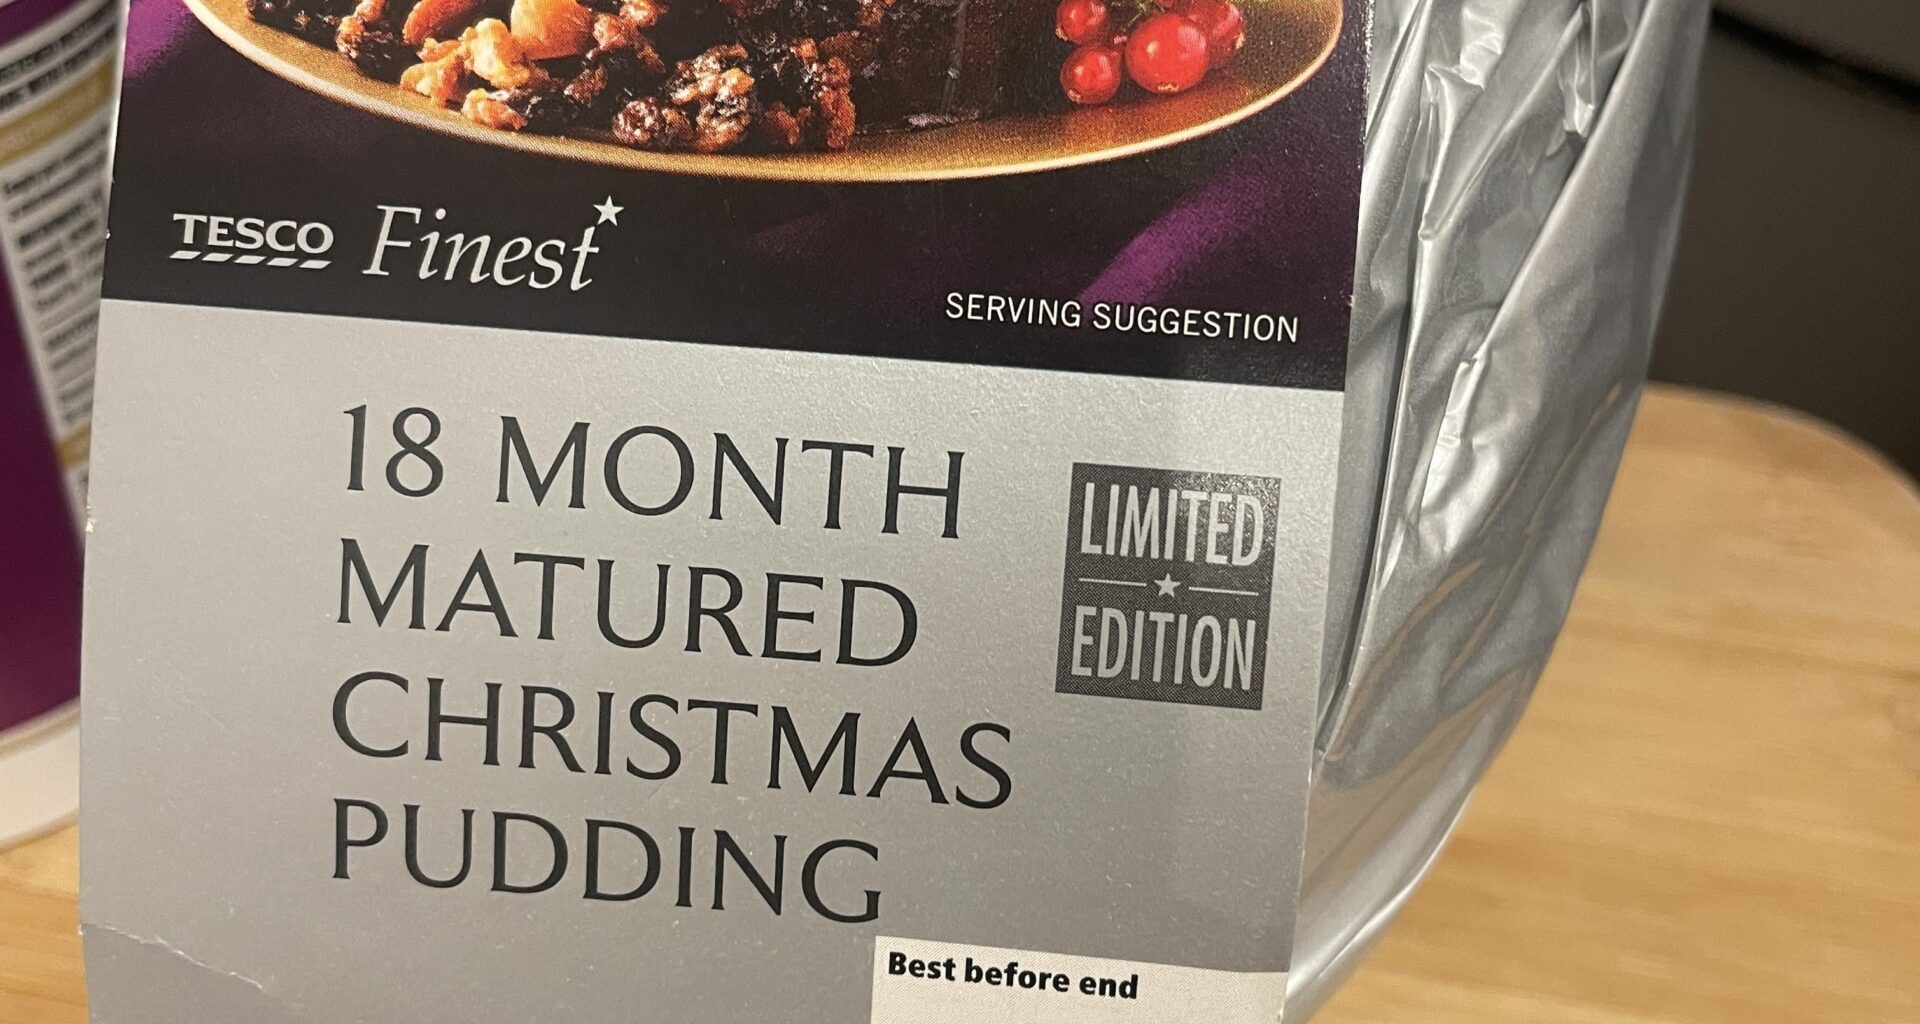 TESCO Finest
SERVING SUGGESTION
18 MONTH
MATURED
CHRISTMAS
PUDDING
LIMITED
EDITION
Best before end